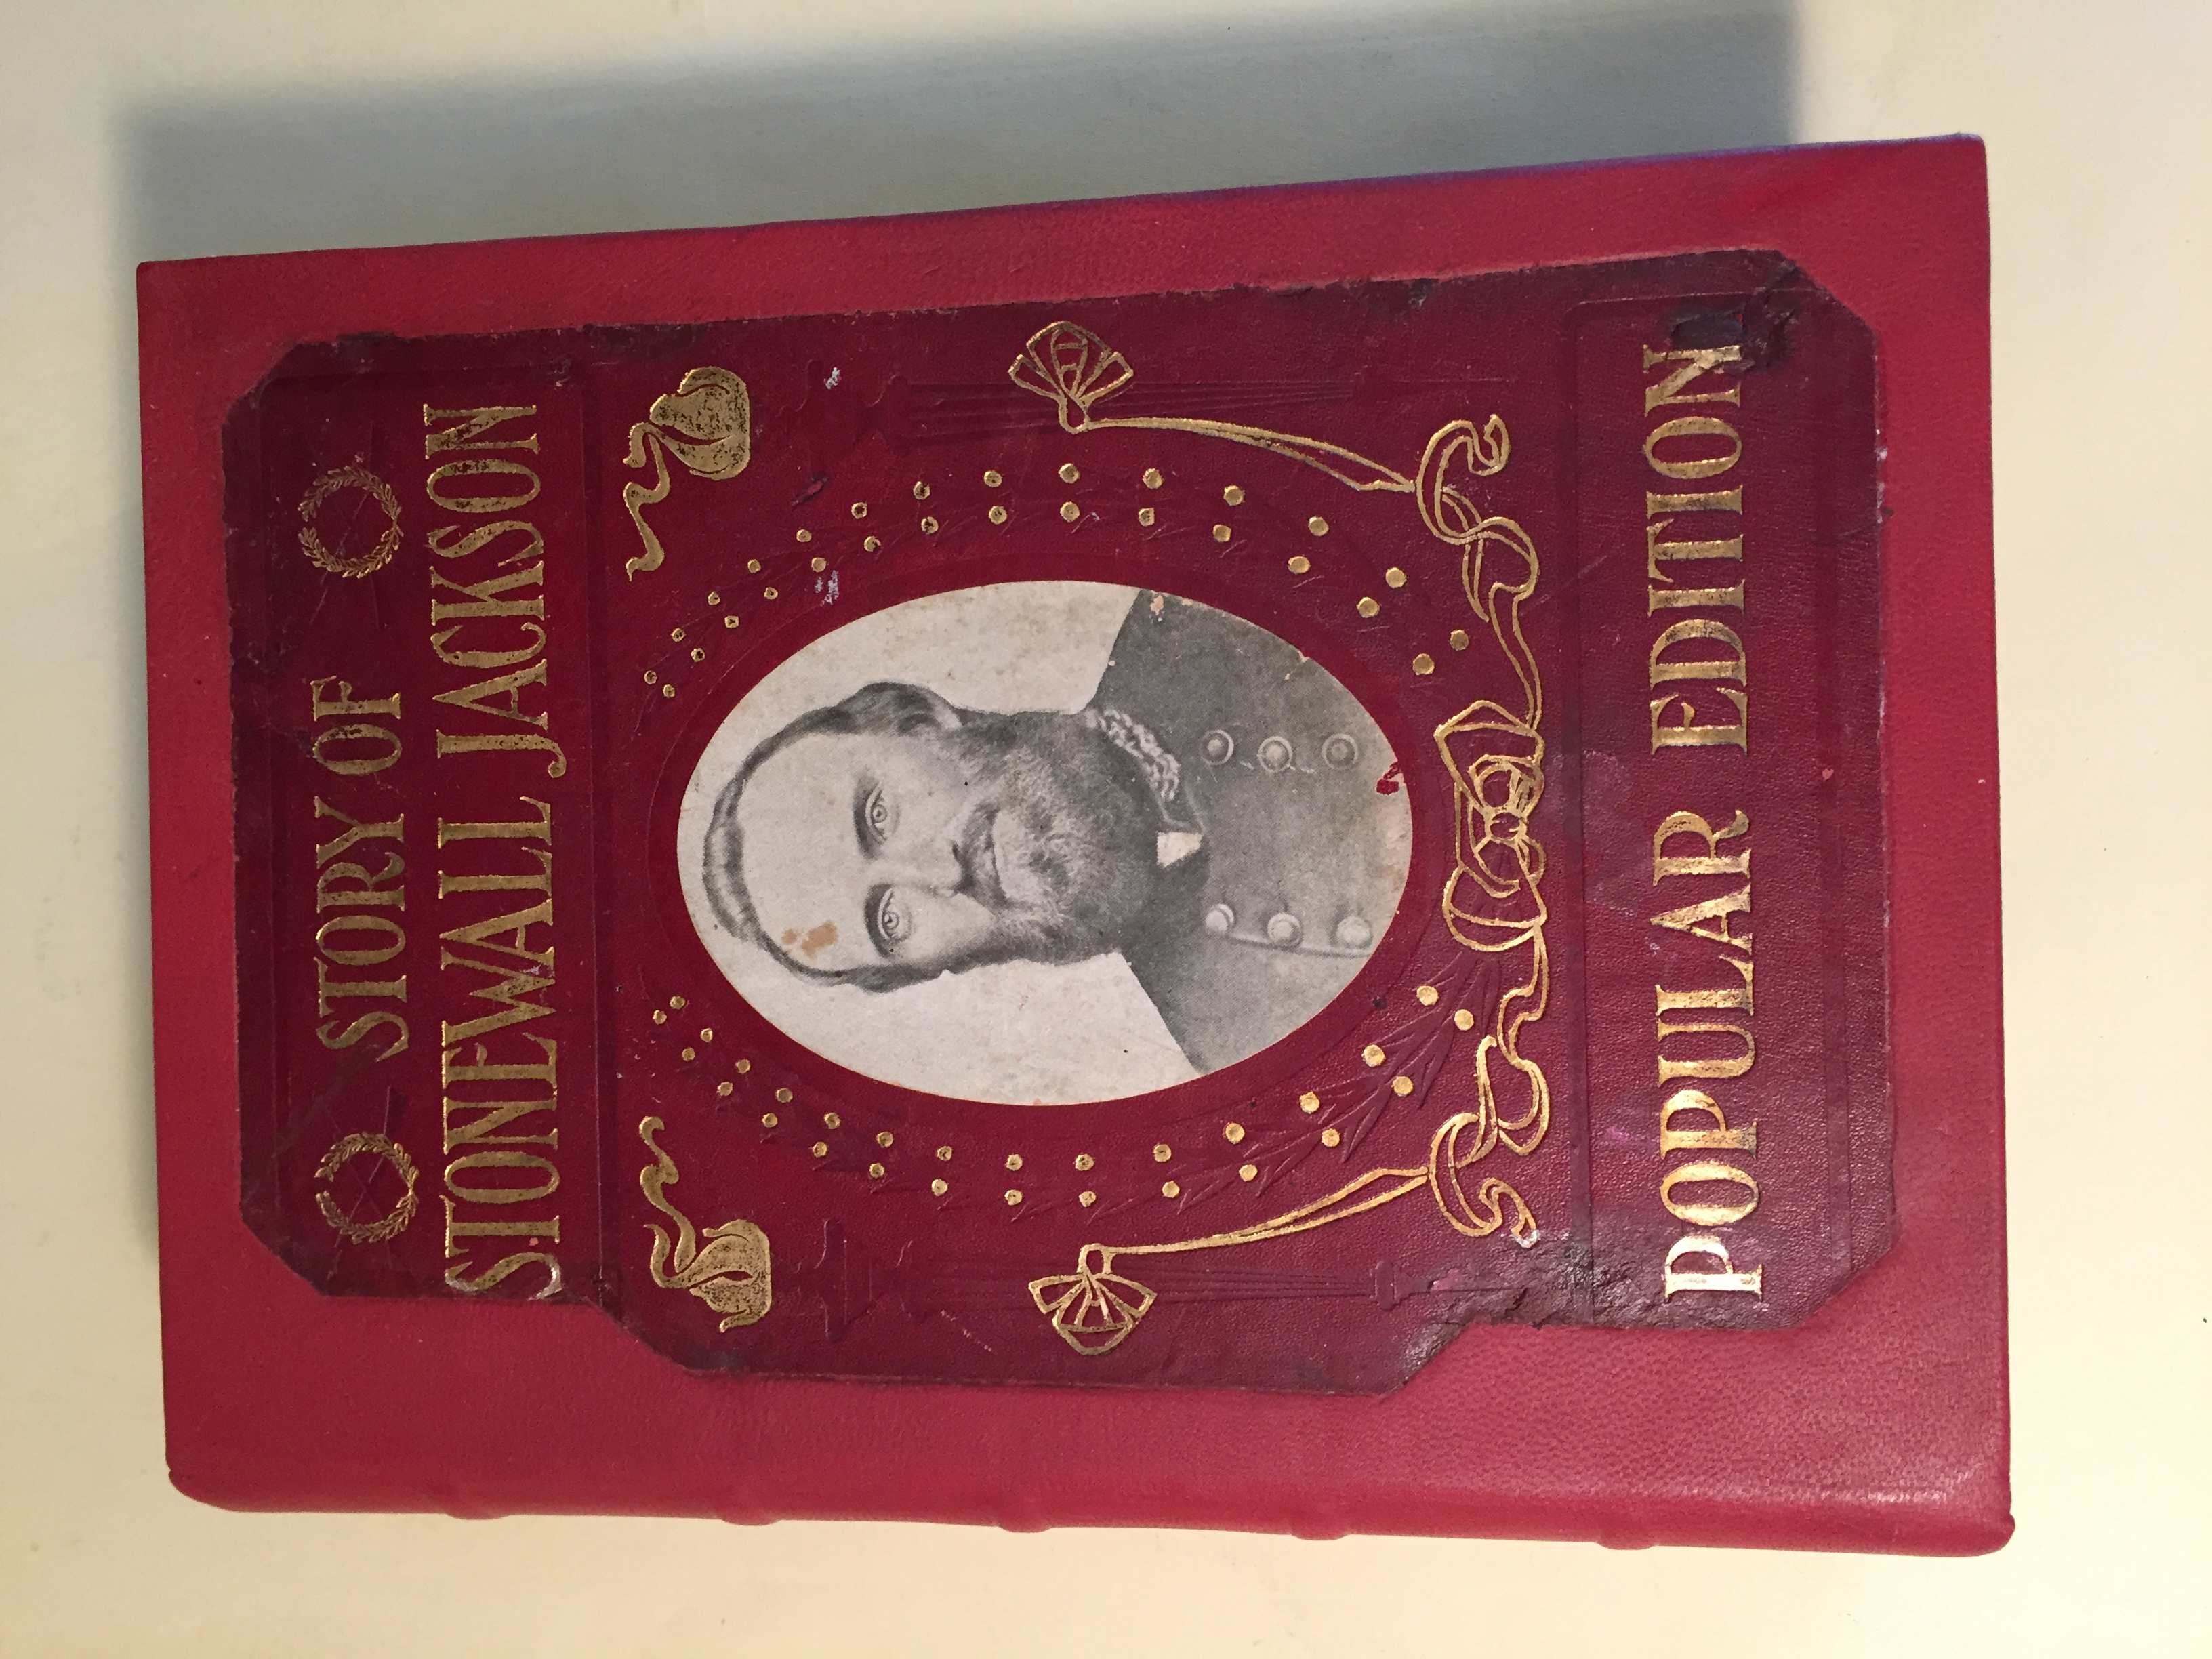 STORY OF
STONEWALL JACKSON
POPULAR EDITION